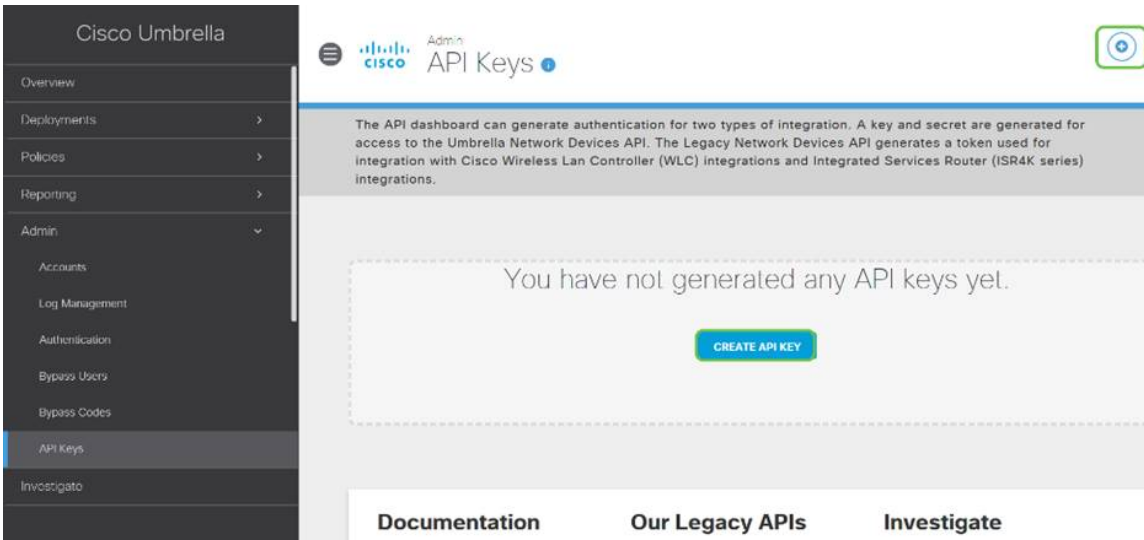 Cisco Umbrella
Overview
Deployments
Policies
Reporting
Admin
Accounts
Log Management
Authentication
Bypass Users
Bypass Codes
API Keys
Investigate
CISCO
Admin
API Keys
The API dashboard can generate authentication for two types of integration. A key and secret are generated for
access to the Umbrella Network Devices API. The Legacy Network Devices API generates a token used for
integration with Cisco Wireless Lan Controller (WLC) integrations and Integrated Services Router (ISR4K series)
integrations.
You have not generated any API keys yet.
CREATE API KEY
Documentation
Our Legacy APIs
Investigate